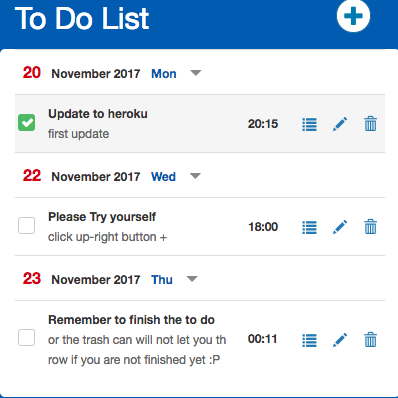 To Do List
20 November 2017 Mon
Update to heroku
first update
20:15
22 November 2017 Wed
Please Try yourself
click up-right button +
18:00
23 November 2017 Thu
Remember to finish the to do
or the trash can will not let you th
row if you are not finished yet :P
00:11